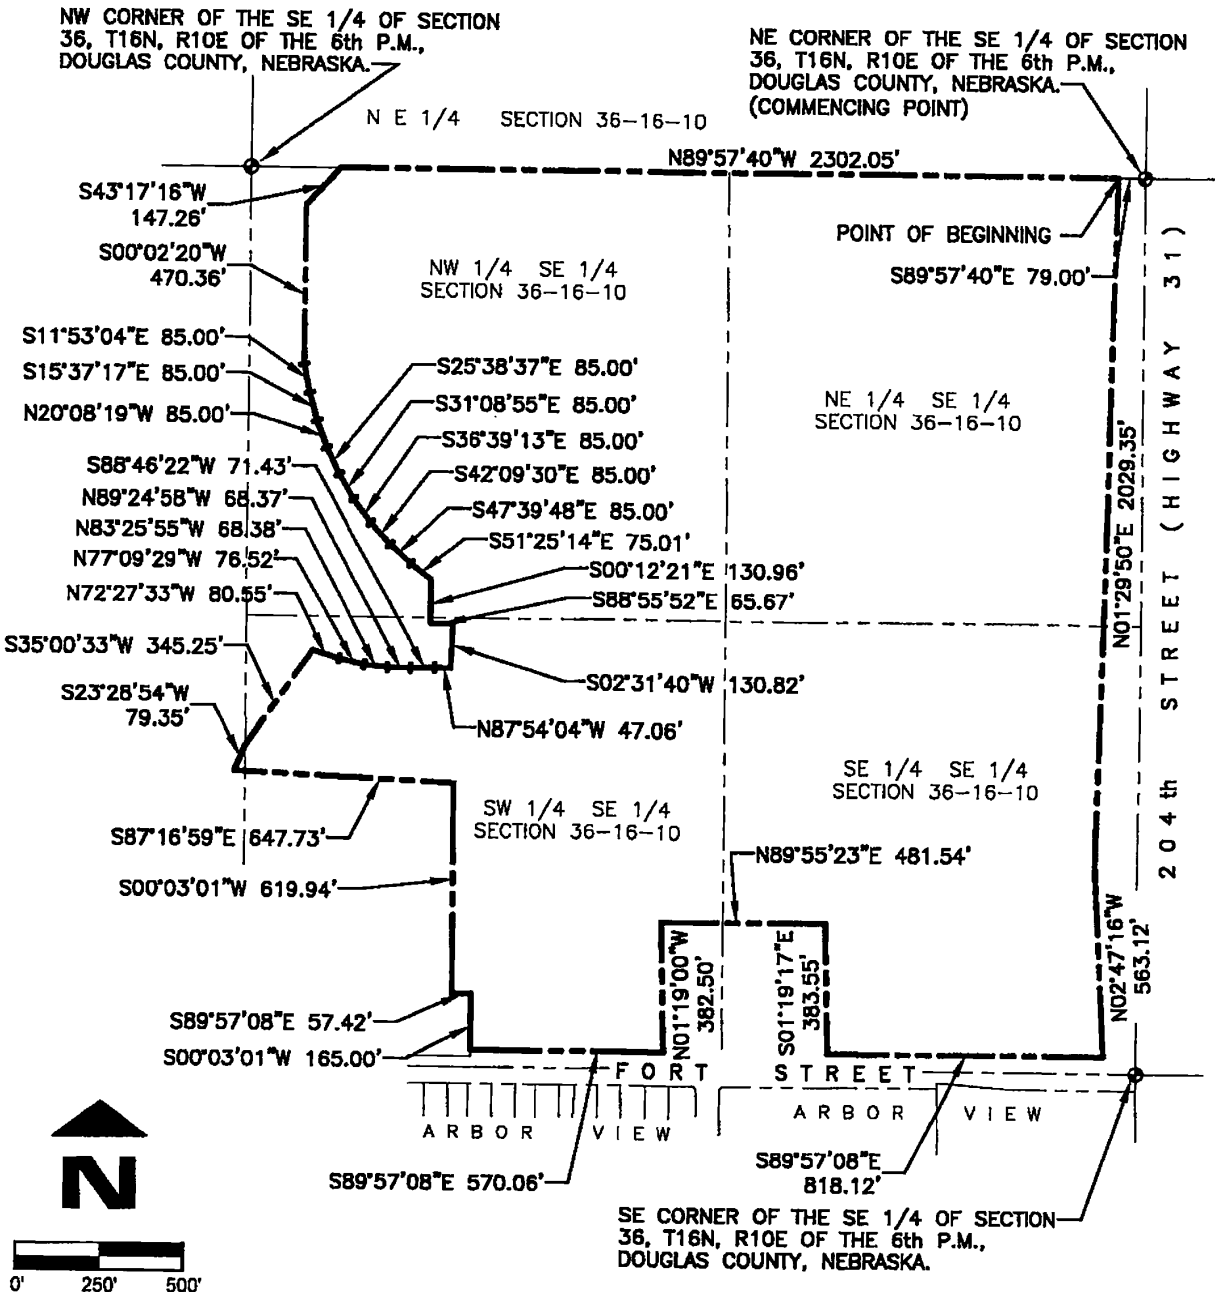 NW CORNER OF THE SE 1/4 OF SECTION
36, T16N, R10E OF THE 6th P.M.,
DOUGLAS COUNTY, NEBRASKA.
NE CORNER OF THE SE 1/4 OF SECTION
36, T16N, R10E OF THE 6th P.M.,
DOUGLAS COUNTY, NEBRASKA.
(COMMENCING POINT)
N E 1/4 SECTION 36-16-10
N89°57'40"W 2302.05'
S43°17'16"W
147.26'
POINT OF BEGINNING
S00°02'20"W
470.36'
NW 1/4 SE 1/4
SECTION 36-16-10
S89°57'40"E 79.00'
S11°53'04"E 85.00'
S15°37'17"E 85.00'
N20°08'19"W 85.00'
S25°38'37"E 85.00'
S31°08'55"E 85.00'
S36°39'13"E 85.00'
S42°09'30"E 85.00'
S47°39'48"E 85.00'
S51°25'14"E 75.01'
NE 1/4 SE 1/4
SECTION 36-16-10
S88°46'22"W 71.43'
N89°24'58"W 68.37'
N83°25'55"W 68.38'
N77°09'29"W 76.52'
N72°27'33"W 80.55'
S00°12'21"E 130.96'
S88°55'52"E 65.67'
N01°29'50"E 2029.35'
204th STREET (HIGHWAY 31)
S35°00'33"W 345.25'
S23°28'54"W
79.35'
S02°31'40"W 130.82'
N87°54'04"W 47.06'
SE 1/4 SE 1/4
SECTION 36-16-10
SW 1/4 SE 1/4
SECTION 36-16-10
S87°16'59"E 647.73'
N89°55'23"E 481.54'
S00°03'01"W 619.94'
N01°19'00"W
382.50'
S01°19'17"E
383.55'
N02°47'16"W
563.12'
S89°57'08"E 57.42'
S00°03'01"W 165.00'
FORT STREET
ARBOR VIEW
ARBOR VIEW
S89°57'08"E 570.06'
S89°57'08"E
818.12'
SE CORNER OF THE SE 1/4 OF SECTION
36, T16N, R10E OF THE 6th P.M.,
DOUGLAS COUNTY, NEBRASKA.
N
0' 250' 500'